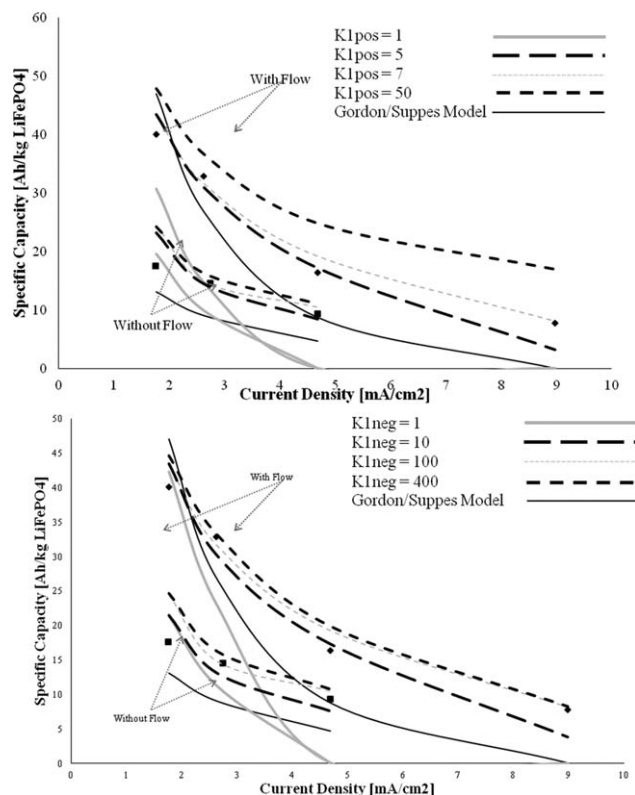 60
K1pos = 1
K1pos = 5
50
With Flow
K1pos = 7
K1pos = 50
Gordon/Suppes Model
40
30
20
Without Flow
10
0
0 1 2 3 4 5 6 7 8 9 10
Specific Capacity [Ah/kg LiFePO4]
Current Density [mA/cm2]
50
K1neg = 1
45
K1neg = 10
With Flow
K1neg = 100
40
K1neg = 400
Gordon/Suppes Model
35
30
25
20
15
10
Without Flow
5
0
0 1 2 3 4 5 6 7 8 9 10
Specific Capacity [Ah/kg LiFePO4]
Current Density [mA/cm2]